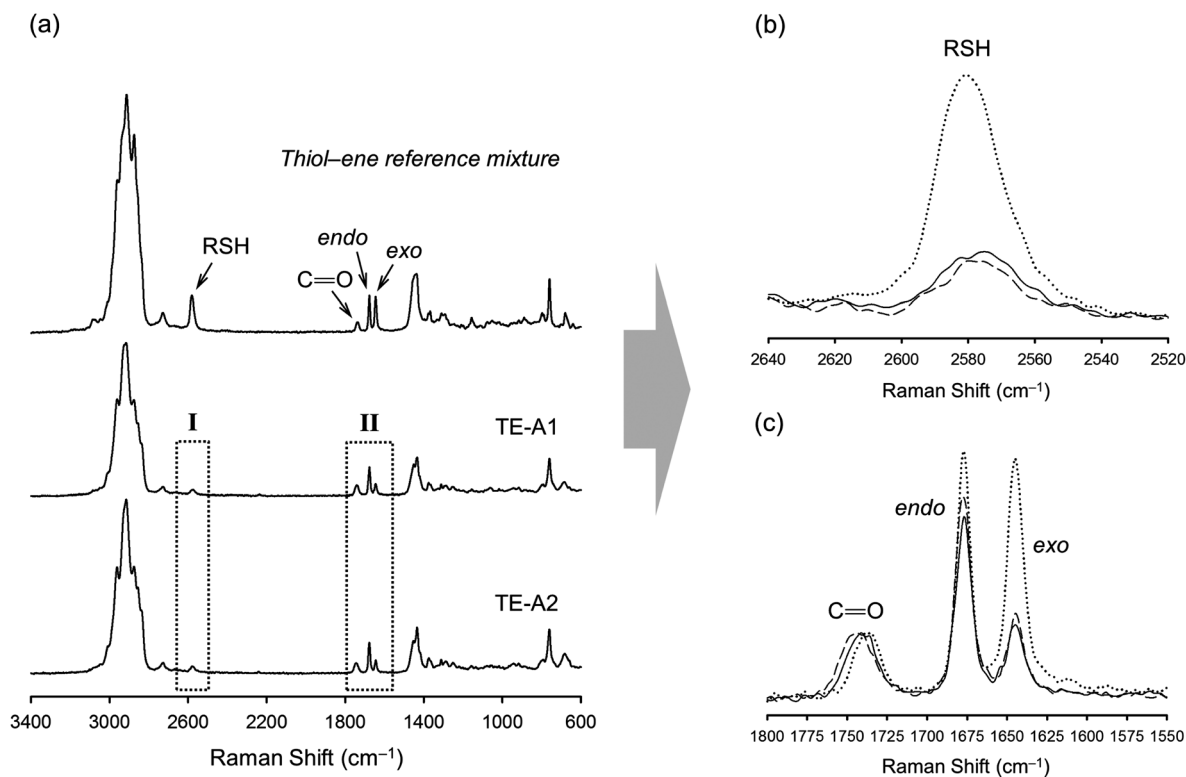 (a)
Thiol–ene reference mixture
RSH
endo
exo
C=O
I
II
TE-A1
TE-A2
3400 3000 2600 2200 1800 1400 1000 600
Raman Shift (cm⁻¹)
(b)
RSH
2640 2620 2600 2580 2560 2540 2520
Raman Shift (cm⁻¹)
(c)
endo
exo
C=O
1800 1775 1750 1725 1700 1675 1650 1625 1600 1575 1550
Raman Shift (cm⁻¹)